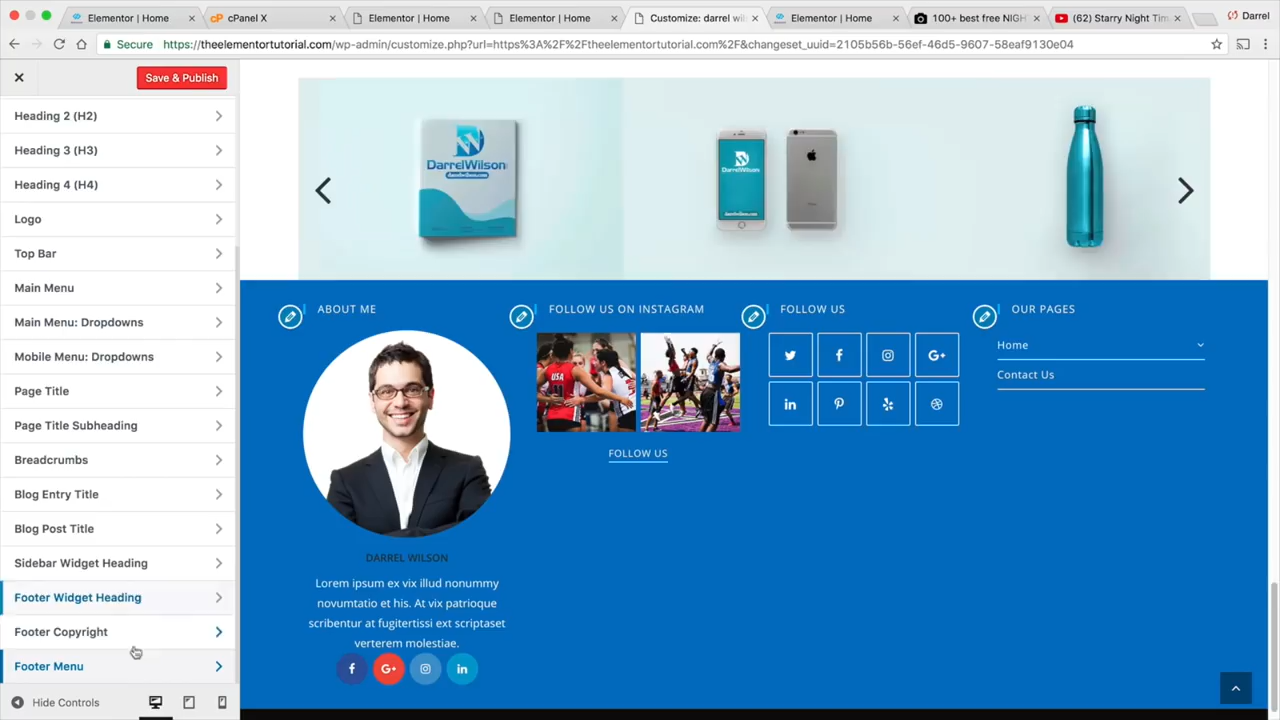 Elementor | Home
cPanel X
Elementor | Home
Elementor | Home
Customize: darrel wil
Elementor | Home
100+ best free NIGH
(62) Starry Night Tim
Darrel
Secure
https://theelementortutorial.com/wp-admin/customize.php?url=https%3A%2F%2Ftheelementortutorial.com%2F&changeset_uuid=2105b56b-56ef-46d5-9607-58eaf9130e04
Save & Publish
Heading 2 (H2)
Heading 3 (H3)
Heading 4 (H4)
Logo
Top Bar
Main Menu
Main Menu: Dropdowns
Mobile Menu: Dropdowns
Page Title
Page Title Subheading
Breadcrumbs
Blog Entry Title
Blog Post Title
Sidebar Widget Heading
Footer Widget Heading
Footer Copyright
Footer Menu
Hide Controls
DarrelWilson
ABOUT ME
DARREL WILSON
Lorem ipsum ex vix illud nonummy
novumtatio et his. At vix patrioque
scribentur at fugitertissi ext scriptaset
verterem molestiae.
FOLLOW US ON INSTAGRAM
USA
FOLLOW US
FOLLOW US
OUR PAGES
Home
Contact Us